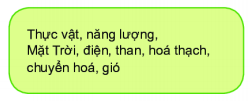 Thực vật, năng lượng,
Mặt Trời, điện, than, hoá thạch,
chuyển hoá, gió